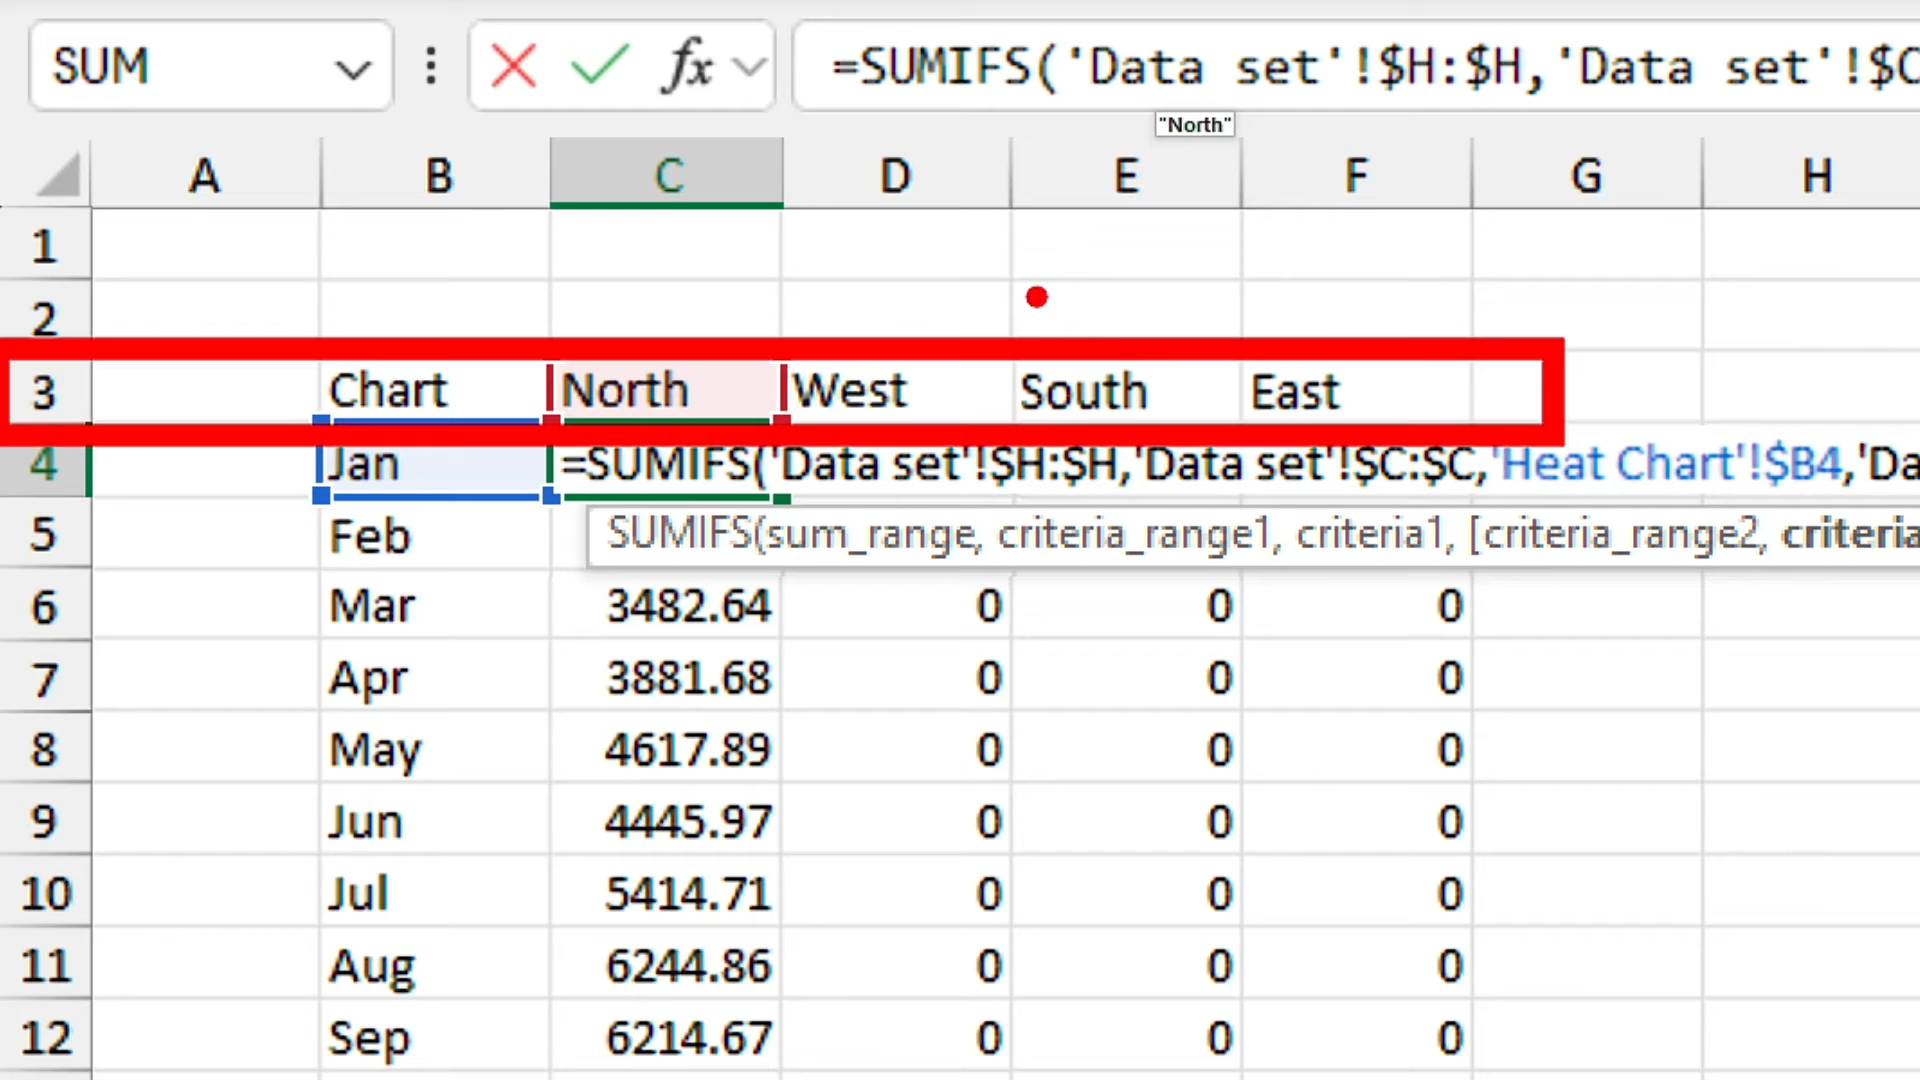 SUM fx =SUMIFS('Data set'!$H:$H,'Data set'!$C
"North"
A B C D E F G H
1
2
3 Chart North West South East
4 Jan =SUMIFS('Data set'!$H:$H,'Data set'!$C:$C,'Heat Chart'!$B4,'Da
5 Feb SUMIFS(sum_range, criteria_range1, criteria1, [criteria_range2, criteria
6 Mar 3482.64 0 0 0
7 Apr 3881.68 0 0 0
8 May 4617.89 0 0 0
9 Jun 4445.97 0 0 0
10 Jul 5414.71 0 0 0
11 Aug 6244.86 0 0 0
12 Sep 6214.67 0 0 0